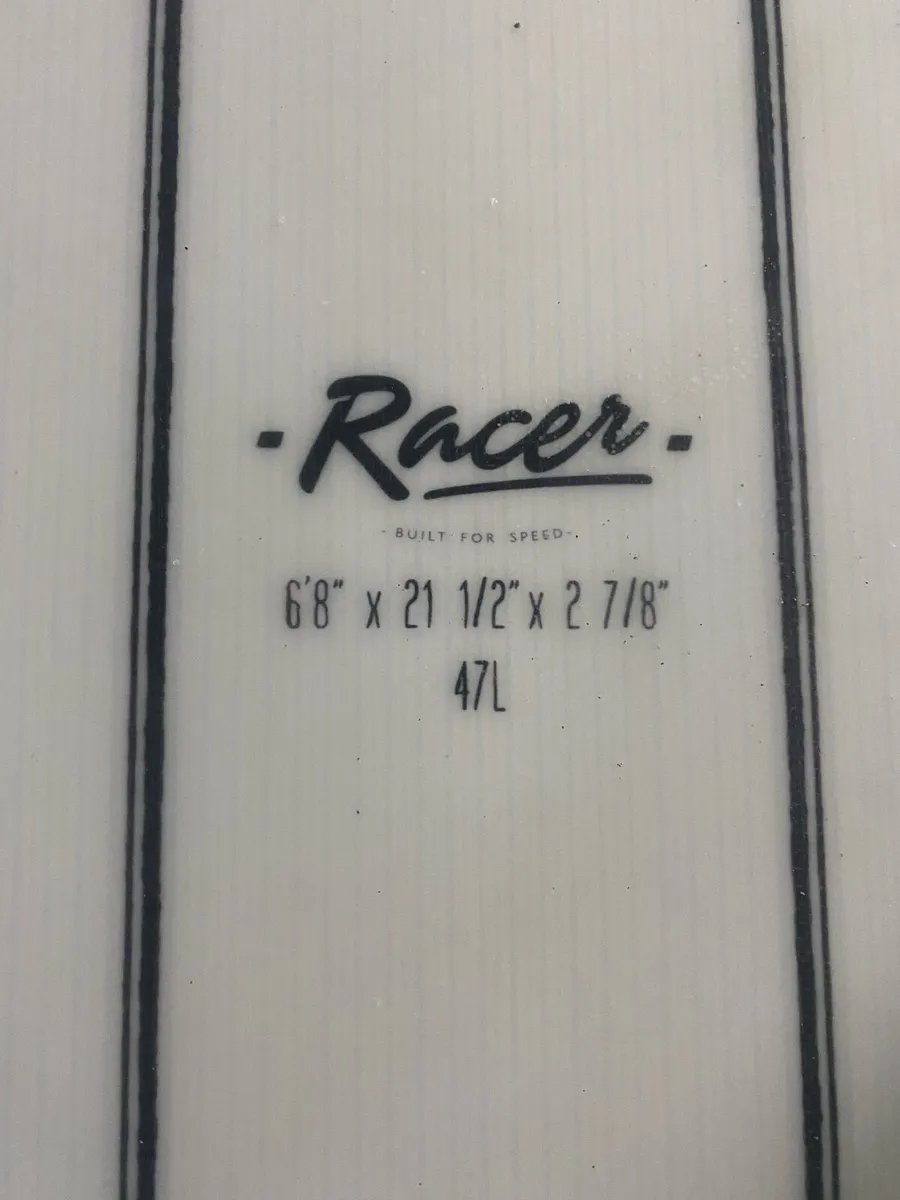 - Racer -
- BUILT FOR SPEED -
6'8" x 21 1/2" x 2 7/8"
47L